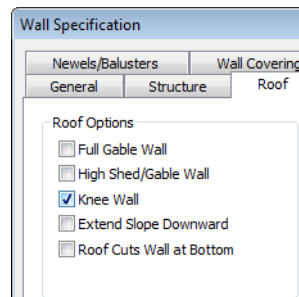 Wall Specification
Newels/Balusters Wall Covering
General Structure Roof
Roof Options
Full Gable Wall
High Shed/Gable Wall
Knee Wall
Extend Slope Downward
Roof Cuts Wall at Bottom